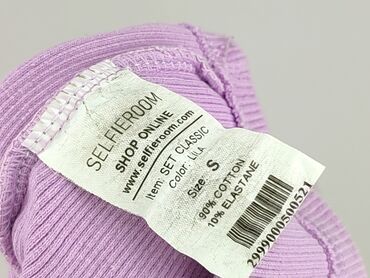 SELFIEROOM
SHOP ONLINE
www.selfieroom.com
Item: SET CLASSIC
Color: LILA
Size: S
90% COTTON
10% ELASTANE
2999000500521